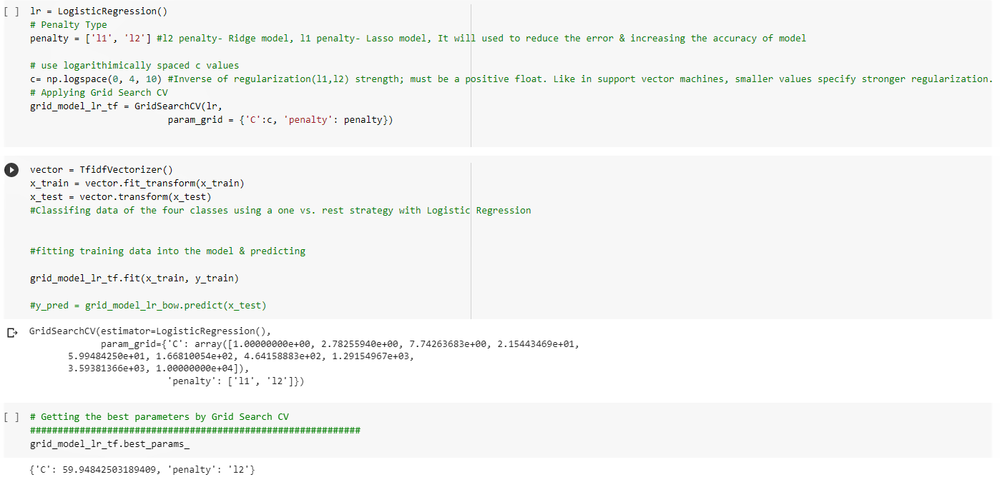 [ ] lr = LogisticRegression()
# Penalty Type
penalty = ['l1', 'l2'] #l2 penalty- Ridge model, l1 penalty- Lasso model, It will used to reduce the error & increasing the accuracy of model
# use logarithimically spaced c values
c= np.logspace(0, 4, 10) #Inverse of regularization(l1,l2) strength; must be a positive float. Like in support vector machines, smaller values specify stronger regularization.
# Applying Grid Search CV
grid_model_lr_tf = GridSearchCV(lr,
param_grid = {'C':c, 'penalty': penalty})
vector = TfidfVectorizer()
x_train = vector.fit_transform(x_train)
x_test = vector.transform(x_test)
#Classifing data of the four classes using a one vs. rest strategy with Logistic Regression
#fitting training data into the model & predicting
grid_model_lr_tf.fit(x_train, y_train)
#y_pred = grid_model_lr_bow.predict(x_test)
GridSearchCV(estimator=LogisticRegression(),
param_grid={'C': array([1.00000000e+00, 2.78255940e+00, 7.74263683e+00, 2.15443469e+01,
5.99484250e+01, 1.66810054e+02, 4.64158883e+02, 1.29154967e+03,
3.59381366e+03, 1.00000000e+04]),
'penalty': ['l1', 'l2']})
[ ] # Getting the best parameters by Grid Search CV
############################################################
grid_model_lr_tf.best_params_
{'C': 59.94842503189409, 'penalty': 'l2'}